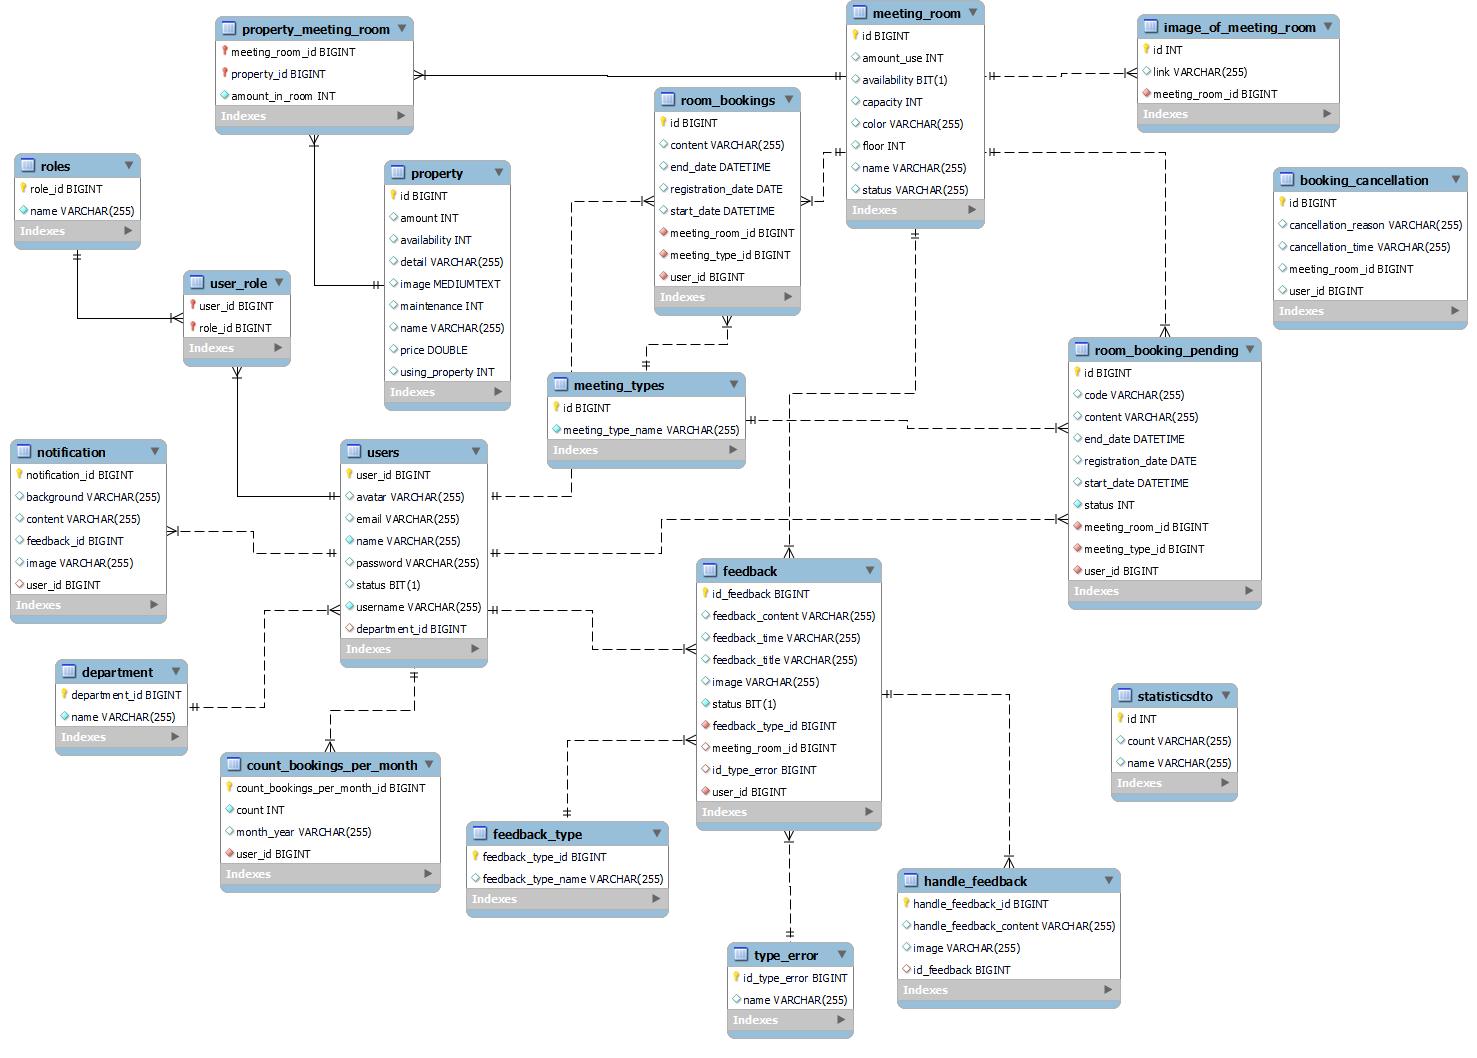 property_meeting_room
meeting_room_id BIGINT
property_id BIGINT
amount_in_room INT
Indexes
meeting_room
id BIGINT
amount_use INT
availability BIT(1)
capacity INT
color VARCHAR(255)
floor INT
name VARCHAR(255)
status VARCHAR(255)
Indexes
image_of_meeting_room
id INT
link VARCHAR(255)
meeting_room_id BIGINT
Indexes
room_bookings
id BIGINT
content VARCHAR(255)
end_date DATETIME
registration_date DATE
start_date DATETIME
meeting_room_id BIGINT
meeting_type_id BIGINT
user_id BIGINT
Indexes
roles
role_id BIGINT
name VARCHAR(255)
Indexes
property
id BIGINT
amount INT
availability INT
detail VARCHAR(255)
image MEDIUMTEXT
maintenance INT
name VARCHAR(255)
price DOUBLE
using_property INT
Indexes
booking_cancellation
id BIGINT
cancellation_reason VARCHAR(255)
cancellation_time VARCHAR(255)
meeting_room_id BIGINT
user_id BIGINT
Indexes
user_role
user_id BIGINT
role_id BIGINT
Indexes
room_booking_pending
id BIGINT
code VARCHAR(255)
content VARCHAR(255)
end_date DATETIME
registration_date DATE
start_date DATETIME
status INT
meeting_room_id BIGINT
meeting_type_id BIGINT
user_id BIGINT
Indexes
meeting_types
id BIGINT
meeting_type_name VARCHAR(255)
Indexes
notification
notification_id BIGINT
background VARCHAR(255)
content VARCHAR(255)
feedback_id BIGINT
image VARCHAR(255)
user_id BIGINT
Indexes
users
user_id BIGINT
avatar VARCHAR(255)
email VARCHAR(255)
name VARCHAR(255)
password VARCHAR(255)
status BIT(1)
username VARCHAR(255)
department_id BIGINT
Indexes
feedback
id_feedback BIGINT
feedback_content VARCHAR(255)
feedback_time VARCHAR(255)
feedback_title VARCHAR(255)
image VARCHAR(255)
status BIT(1)
feedback_type_id BIGINT
meeting_room_id BIGINT
id_type_error BIGINT
user_id BIGINT
Indexes
department
department_id BIGINT
name VARCHAR(255)
Indexes
statisticsdto
id INT
count VARCHAR(255)
name VARCHAR(255)
Indexes
count_bookings_per_month
count_bookings_per_month_id BIGINT
count INT
month_year VARCHAR(255)
user_id BIGINT
Indexes
feedback_type
feedback_type_id BIGINT
feedback_type_name VARCHAR(255)
Indexes
handle_feedback
handle_feedback_id BIGINT
handle_feedback_content VARCHAR(255)
image VARCHAR(255)
id_feedback BIGINT
Indexes
type_error
id_type_error BIGINT
name VARCHAR(255)
Indexes